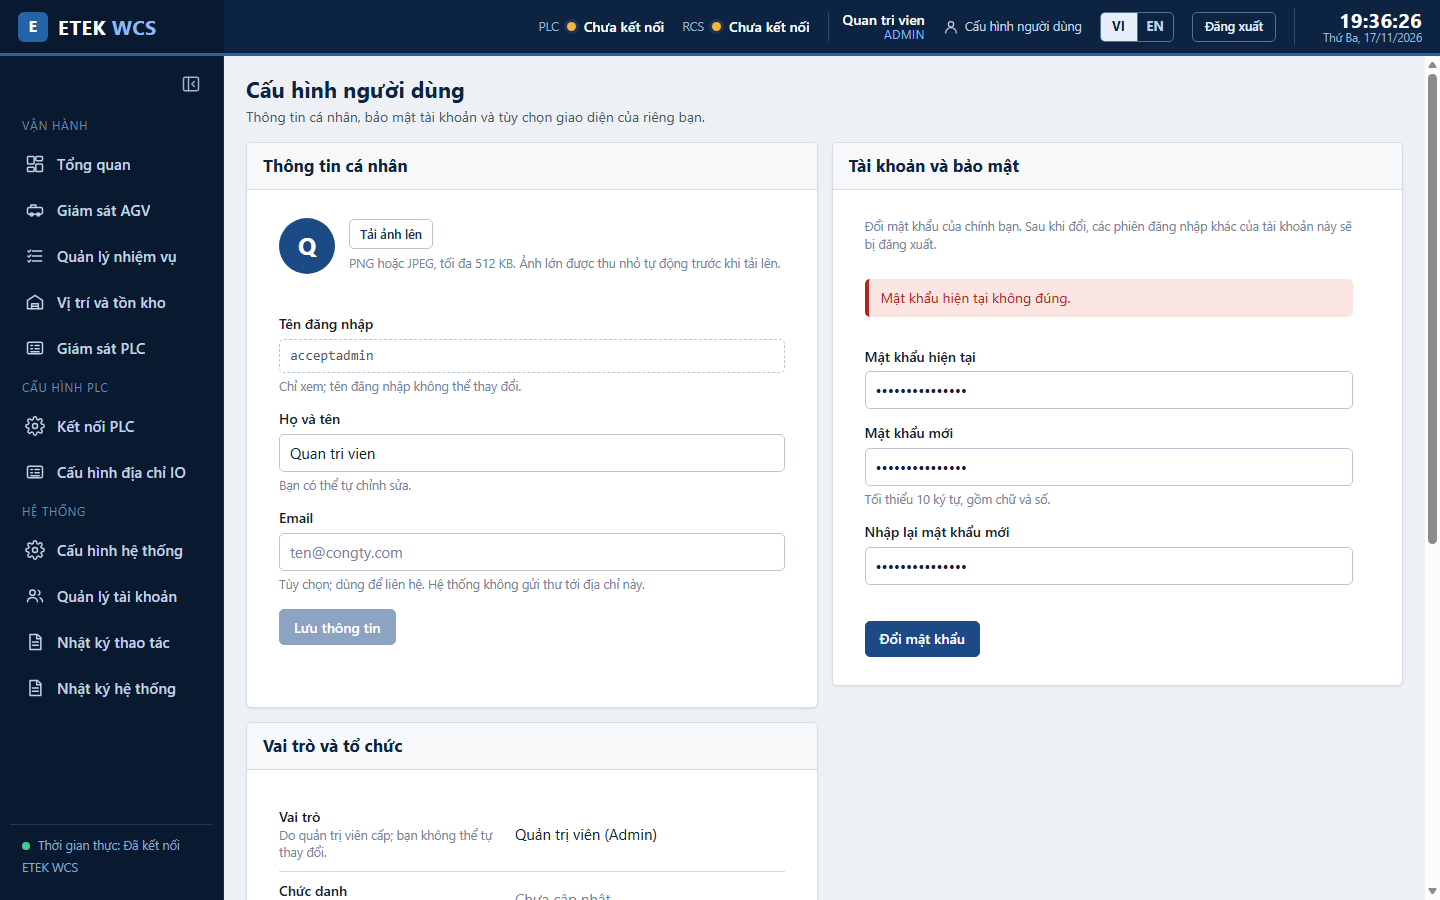 E ETEK WCS
PLC Chưa kết nối RCS Chưa kết nối
Quan tri vien
ADMIN
Cấu hình người dùng
VI EN
Đăng xuất
19:36:26
Thứ Ba, 17/11/2026
VẬN HÀNH
Tổng quan
Giám sát AGV
Quản lý nhiệm vụ
Vị trí và tồn kho
Giám sát PLC
CẤU HÌNH PLC
Kết nối PLC
Cấu hình địa chỉ IO
HỆ THỐNG
Cấu hình hệ thống
Quản lý tài khoản
Nhật ký thao tác
Nhật ký hệ thống
Thời gian thực: Đã kết nối
ETEK WCS
Cấu hình người dùng
Thông tin cá nhân, bảo mật tài khoản và tùy chọn giao diện của riêng bạn.
Thông tin cá nhân
Q
Tải ảnh lên
PNG hoặc JPEG, tối đa 512 KB. Ảnh lớn được thu nhỏ tự động trước khi tải lên.
Tên đăng nhập
acceptadmin
Chỉ xem; tên đăng nhập không thể thay đổi.
Họ và tên
Quan tri vien
Bạn có thể tự chỉnh sửa.
Email
ten@congty.com
Tùy chọn; dùng để liên hệ. Hệ thống không gửi thư tới địa chỉ này.
Lưu thông tin
Tài khoản và bảo mật
Đổi mật khẩu của chính bạn. Sau khi đổi, các phiên đăng nhập khác của tài khoản này sẽ
bị đăng xuất.
Mật khẩu hiện tại không đúng.
Mật khẩu hiện tại
•••••••••••••••
Mật khẩu mới
•••••••••••••••
Tối thiểu 10 ký tự, gồm chữ và số.
Nhập lại mật khẩu mới
•••••••••••••••
Đổi mật khẩu
Vai trò và tổ chức
Vai trò
Do quản trị viên cấp; bạn không thể tự
thay đổi.
Quản trị viên (Admin)
Chức danh
Chưa cập nhật